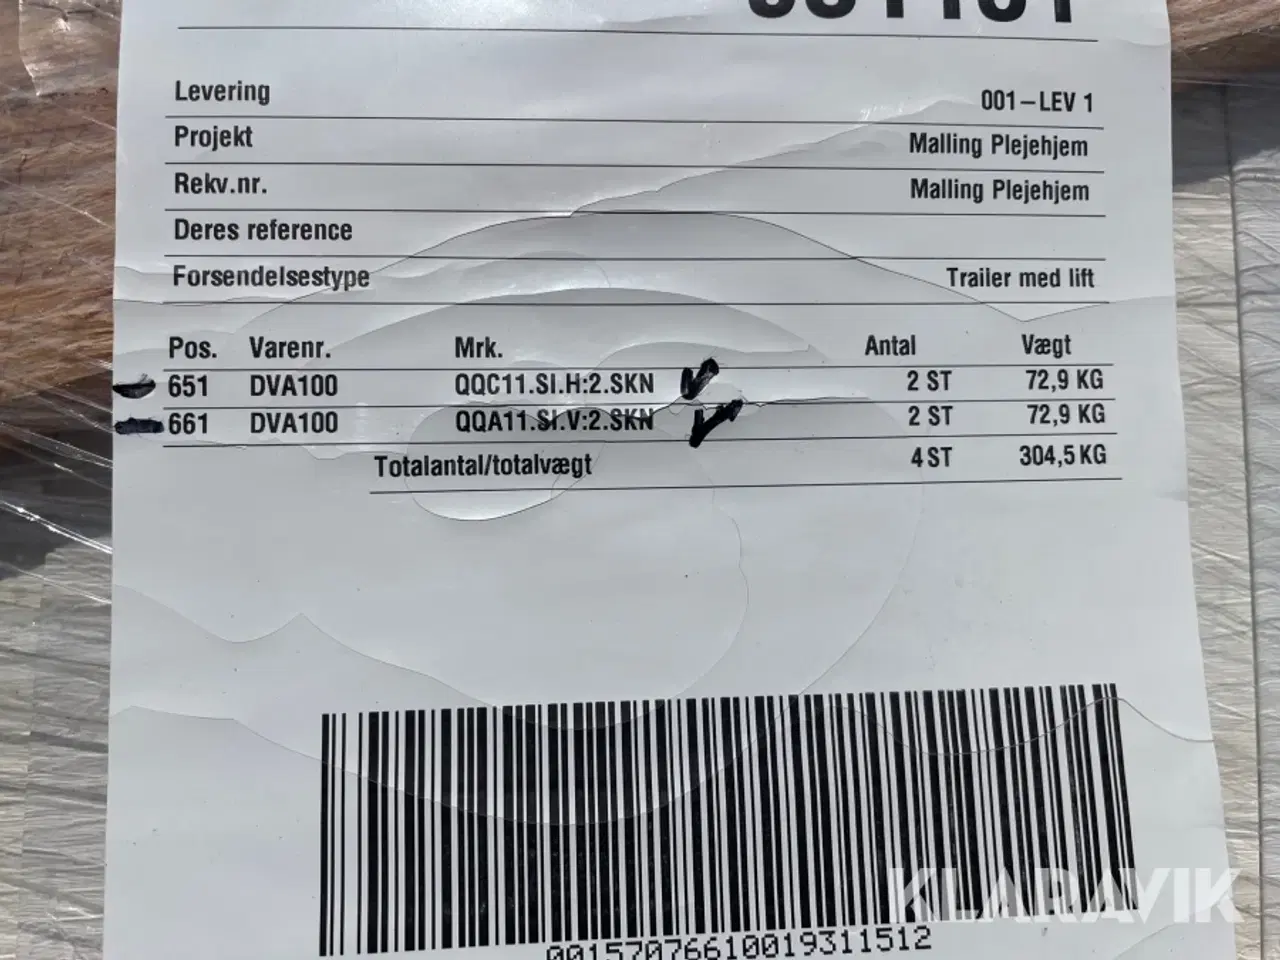 Levering 001-LEV 1
Projekt Malling Plejehjem
Rekv.nr. Malling Plejehjem
Deres reference
Forsendelsestype Trailer med lift
Pos. Varenr. Mrk. Antal Vægt
651 DVA100 QQC11.SI.H:2.SKN 2 ST 72,9 KG
661 DVA100 QQA11.SI.V:2.SKN 2 ST 72,9 KG
Totalantal/totalvægt 4 ST 304,5 KG
00157076610019311512
KLARAVIK